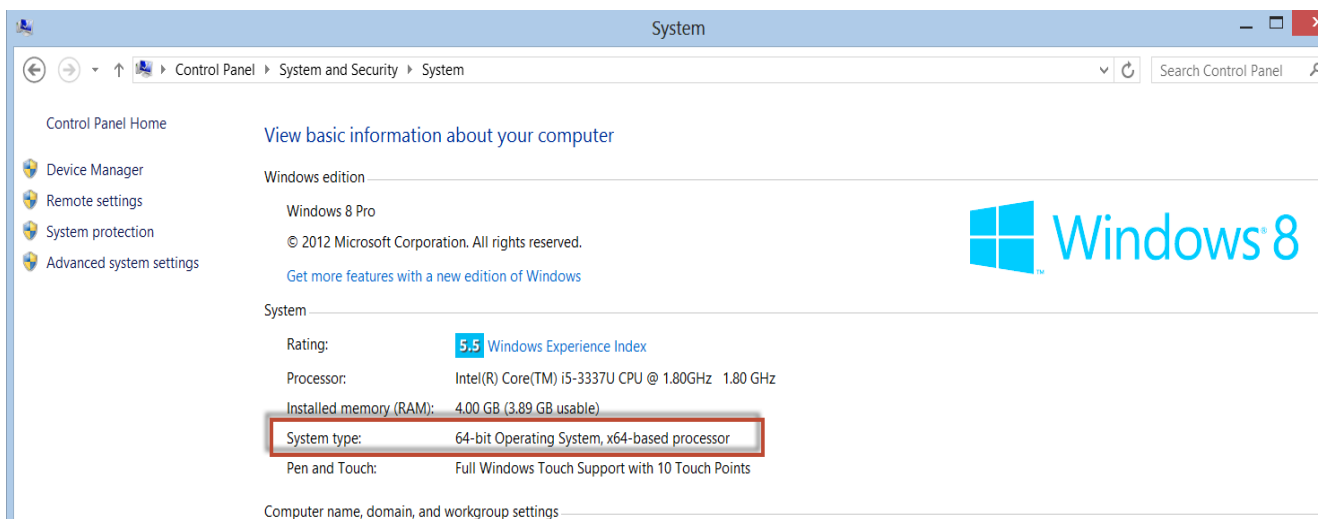 System
Control Panel System and Security System
Search Control Panel
Control Panel Home
Device Manager
Remote settings
System protection
Advanced system settings
View basic information about your computer
Windows edition
Windows 8 Pro
© 2012 Microsoft Corporation. All rights reserved.
Get more features with a new edition of Windows
Windows® 8
™
System
Rating: 5.5 Windows Experience Index
Processor: Intel(R) Core(TM) i5-3337U CPU @ 1.80GHz 1.80 GHz
Installed memory (RAM): 4.00 GB (3.89 GB usable)
System type: 64-bit Operating System, x64-based processor
Pen and Touch: Full Windows Touch Support with 10 Touch Points
Computer name, domain, and workgroup settings